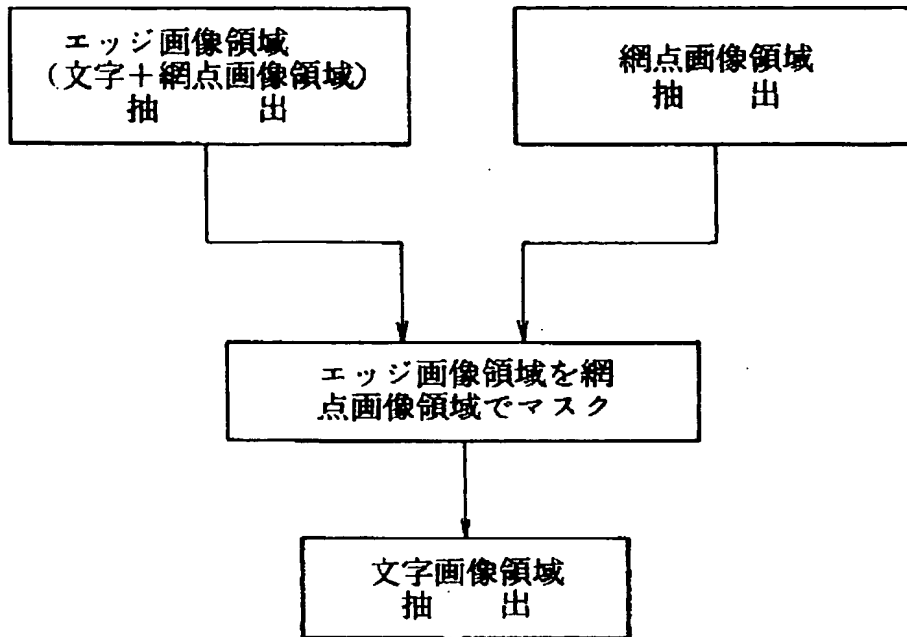 エッジ画像領域
(文字+網点画像領域)
抽 出
網点画像領域
抽 出
エッジ画像領域を網
点画像領域でマスク
文字画像領域
抽 出